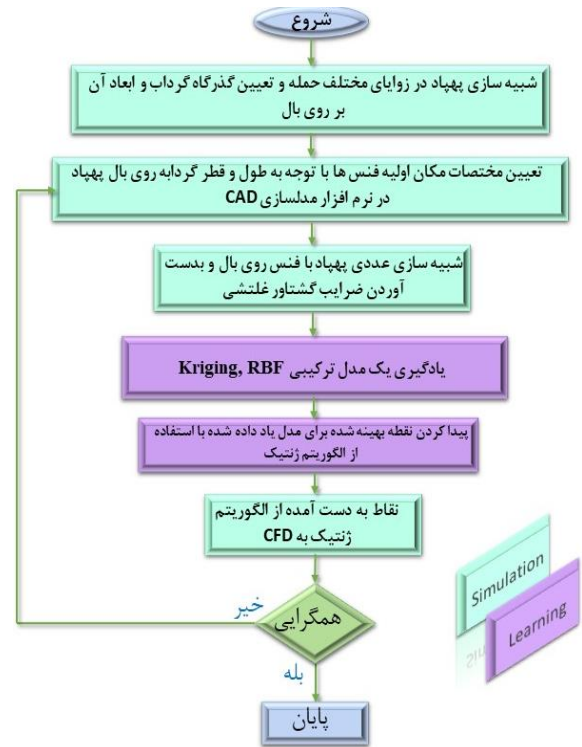 شروع
شبیه سازی پهپاد در زوایای مختلف حمله و تعیین گذرگاه گرداب و ابعاد آن
بر روی بال
تعیین مختصات مکان اولیه فنس ها با توجه به طول و قطر گردابه روی بال پهپاد
در نرم افزار مدلسازی CAD
شبیه سازی عددی پهپاد با فنس روی بال و بدست
آوردن ضرایب گشتاور غلتشی
یادگیری یک مدل ترکیبی Kriging, RBF
پیدا کردن نقطه بهینه شده برای مدل یاد داده شده با استفاده
از الگوریتم ژنتیک
نقاط به دست آمده از الگوریتم
ژنتیک به CFD
همگرایی
خیر
بله
پایان
Simulation
Learning